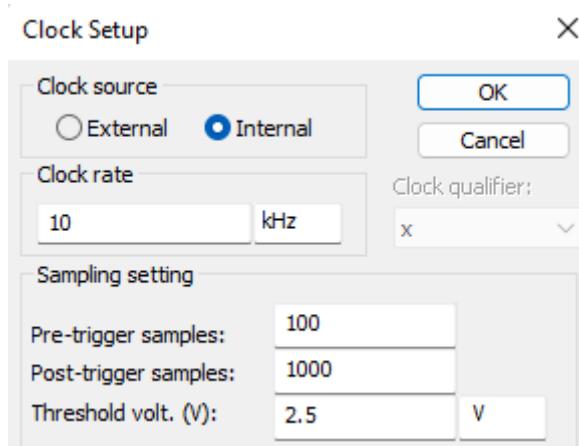 Clock Setup
Clock source
External Internal
OK
Cancel
Clock rate
10 kHz
Clock qualifier:
x
Sampling setting
Pre-trigger samples: 100
Post-trigger samples: 1000
Threshold volt. (V): 2.5 V